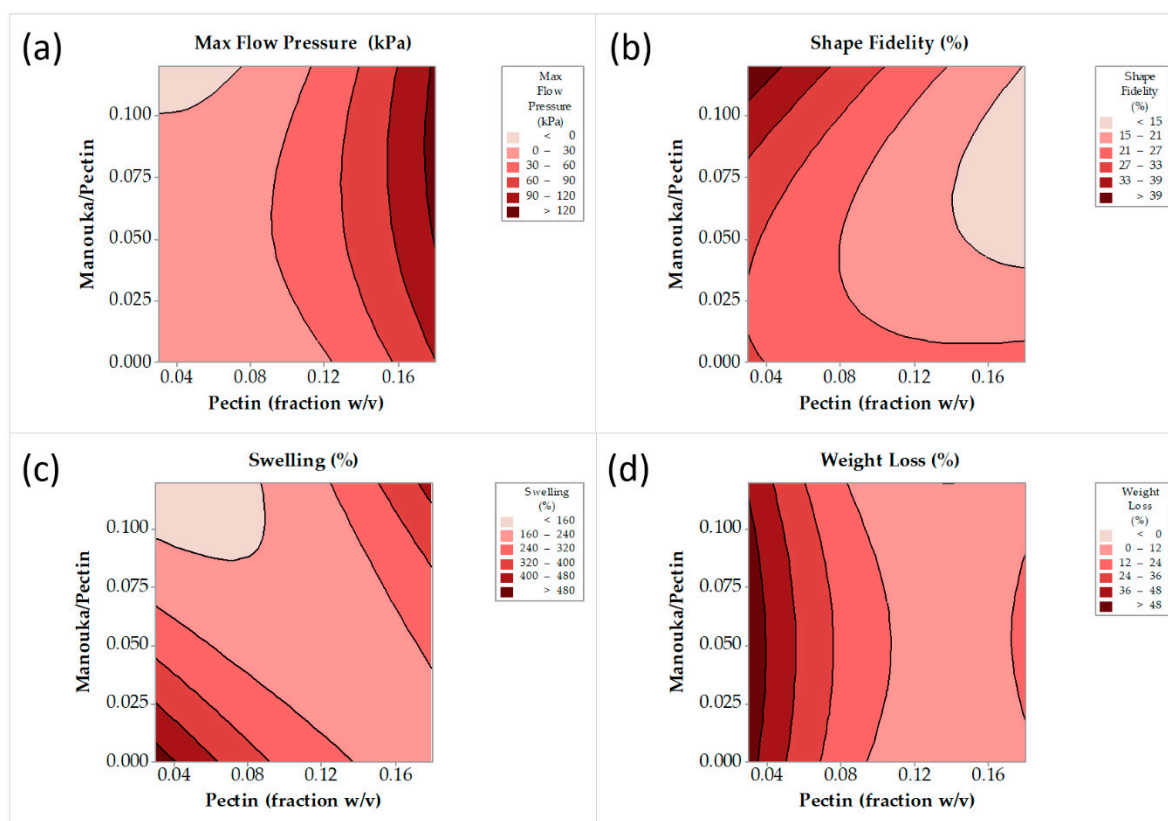 (a)
Max Flow Pressure (kPa)
Manouka/Pectin
0.100
0.075
0.050
0.025
0.000
0.04 0.08 0.12 0.16
Pectin (fraction w/v)
Max
Flow
Pressure
(kPa)
< 0
0 – 30
30 – 60
60 – 90
90 – 120
> 120
(b)
Shape Fidelity (%)
Manouka/Pectin
0.100
0.075
0.050
0.025
0.000
0.04 0.08 0.12 0.16
Pectin (fraction w/v)
Shape
Fidelity
(%)
< 15
15 – 21
21 – 27
27 – 33
33 – 39
> 39
(c)
Swelling (%)
Manouka/Pectin
0.100
0.075
0.050
0.025
0.000
0.04 0.08 0.12 0.16
Pectin (fraction w/v)
Swelling
(%)
< 160
160 – 240
240 – 320
320 – 400
400 – 480
> 480
(d)
Weight Loss (%)
Manouka/Pectin
0.100
0.075
0.050
0.025
0.000
0.04 0.08 0.12 0.16
Pectin (fraction w/v)
Weight
Loss
(%)
< 0
0 – 12
12 – 24
24 – 36
36 – 48
> 48